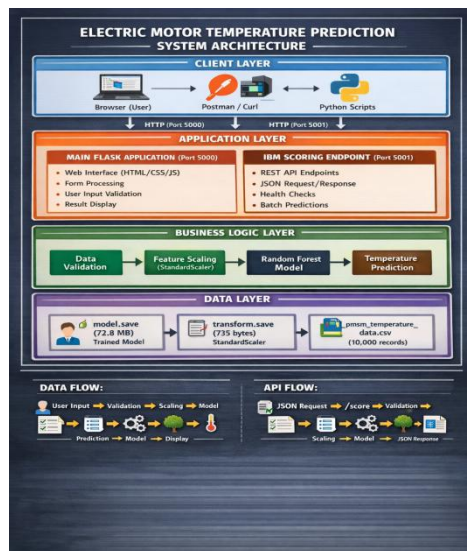 ELECTRIC MOTOR TEMPERATURE PREDICTION
SYSTEM ARCHITECTURE
CLIENT LAYER
Browser (User)
Postman / Curl
Python Scripts
HTTP (Port 5000)
HTTP (Port 5001)
APPLICATION LAYER
MAIN FLASK APPLICATION (Port 5000)
• Web Interface (HTML/CSS/JS)
• Form Processing
• User Input Validation
• Result Display
IBM SCORING ENDPOINT (Port 5001)
• REST API Endpoints
• JSON Request/Response
• Health Checks
• Batch Predictions
BUSINESS LOGIC LAYER
Data
Validation
Feature Scaling
(StandardScaler)
Random Forest
Model
Temperature
Prediction
DATA LAYER
model.save
(72.8 MB)
Trained Model
transform.save
(735 bytes)
StandardScaler
_pmsm_temperature_
data.csv
(10,000 records)
DATA FLOW:
User Input → Validation → Scaling → Model
Prediction → Model → Display
API FLOW:
JSON Request → /score → Validation →
Scaling → Model → JSON Response